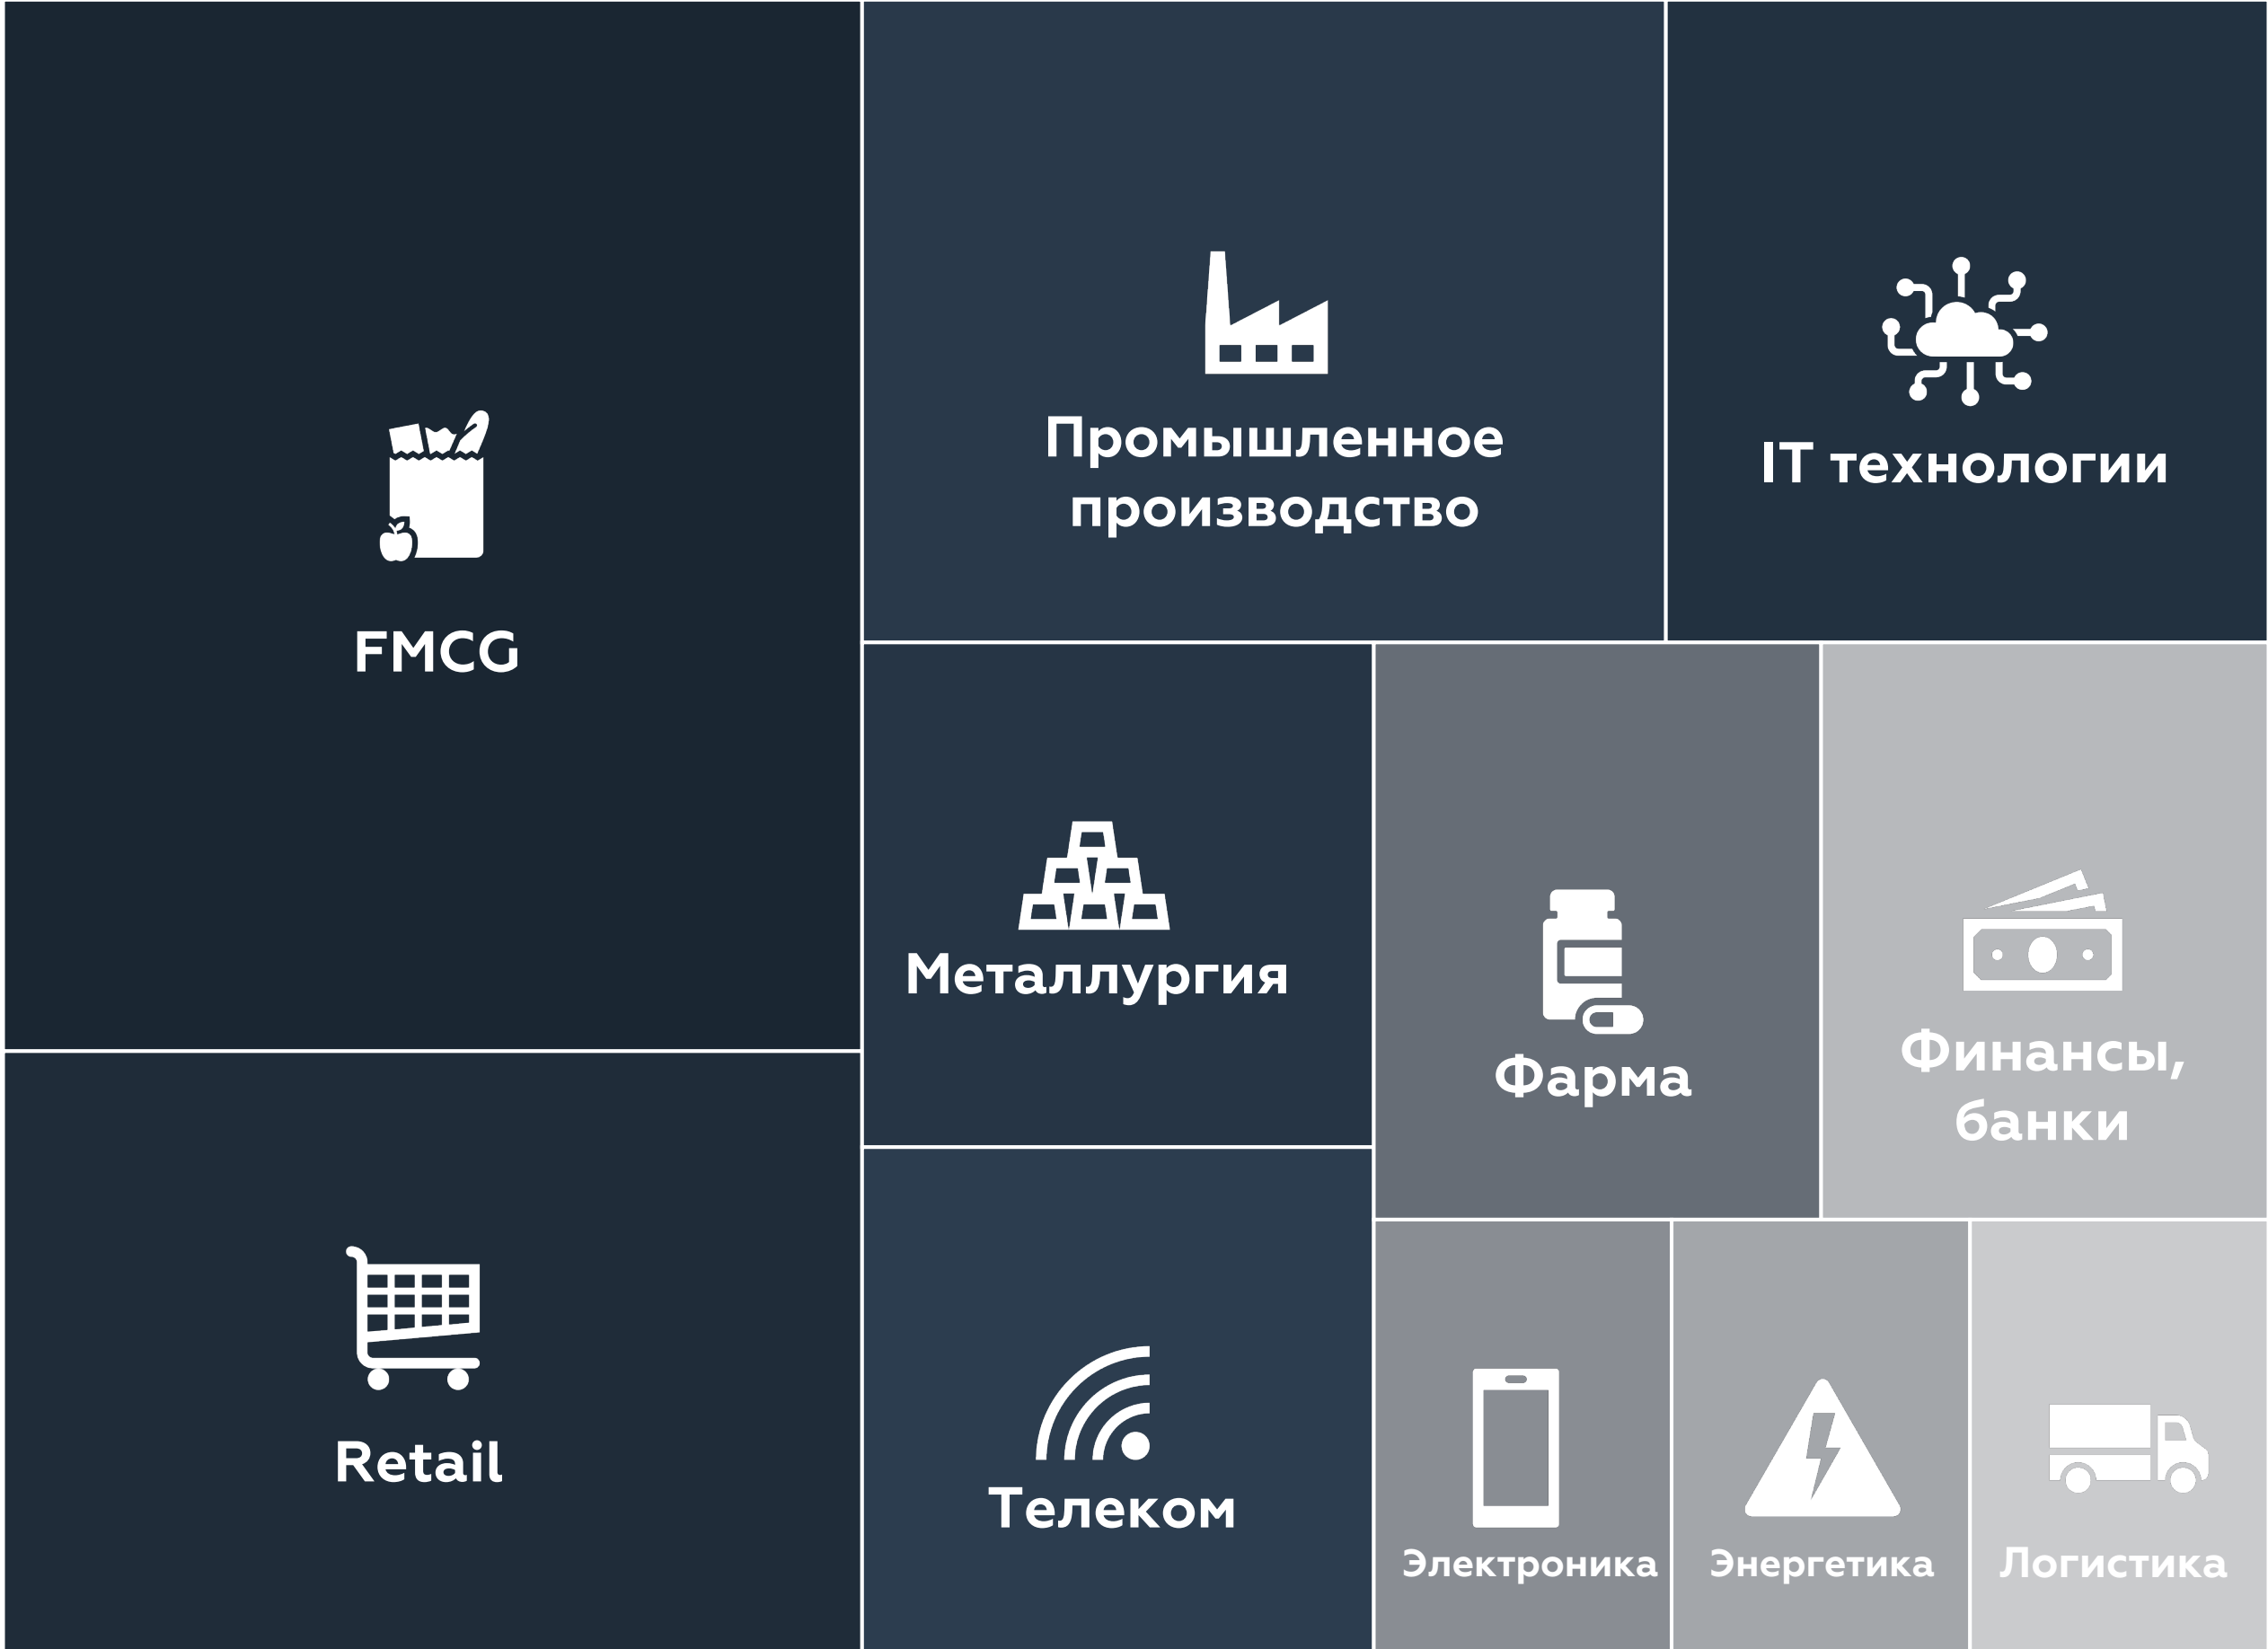 FMCG
Промышленное
производство
IT технологии
Металлургия
Фарма
Финансы,
банки
Retail
Телеком
Электроника
Энергетика
Логистика